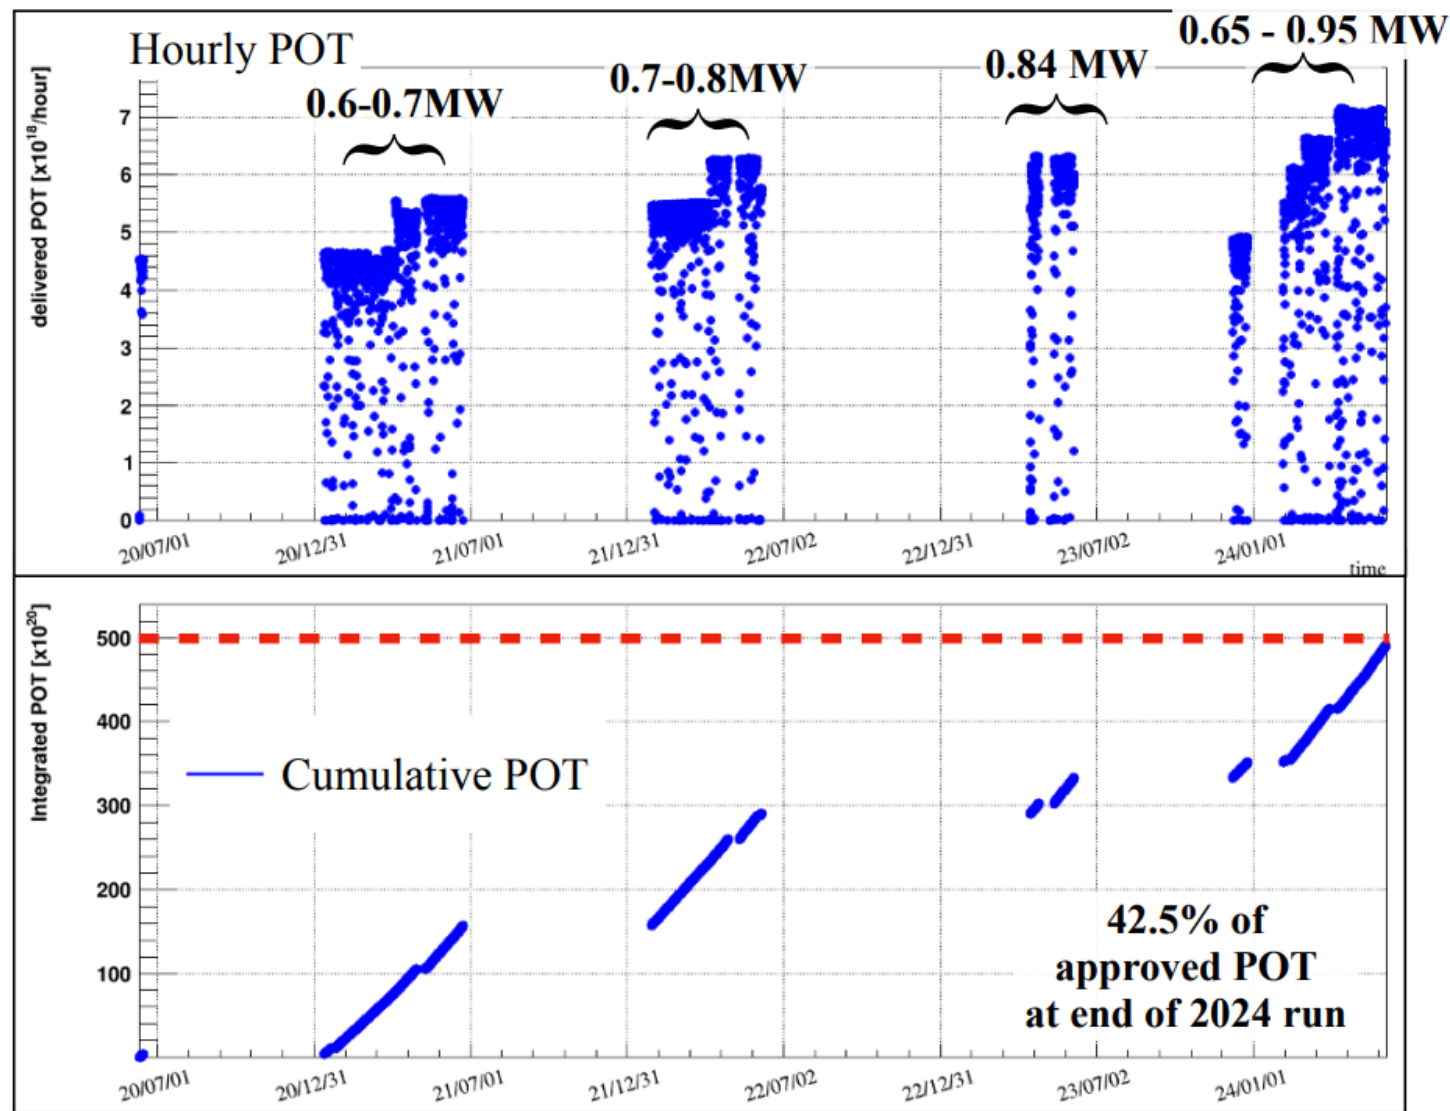 Hourly POT
0.6-0.7MW
0.7-0.8MW
0.84 MW
0.65 - 0.95 MW
delivered POT [x10¹⁸/hour]
7
6
5
4
3
2
1
0
20/07/01
20/12/31
21/07/01
21/12/31
22/07/02
22/12/31
23/07/02
24/01/01
time
Integrated POT [x10²⁰]
500
400
300
200
100
Cumulative POT
42.5% of
approved POT
at end of 2024 run
20/07/01
20/12/31
21/07/01
21/12/31
22/07/02
22/12/31
23/07/02
24/01/01